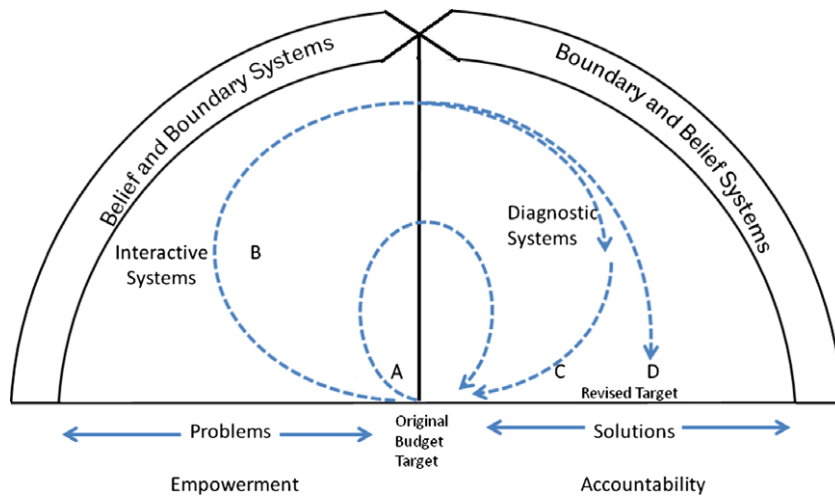 Belief and Boundary Systems
Boundary and Belief Systems
Interactive
Systems
B
Diagnostic
Systems
A
C
D
Revised Target
Original
Budget
Target
Problems
Solutions
Empowerment
Accountability